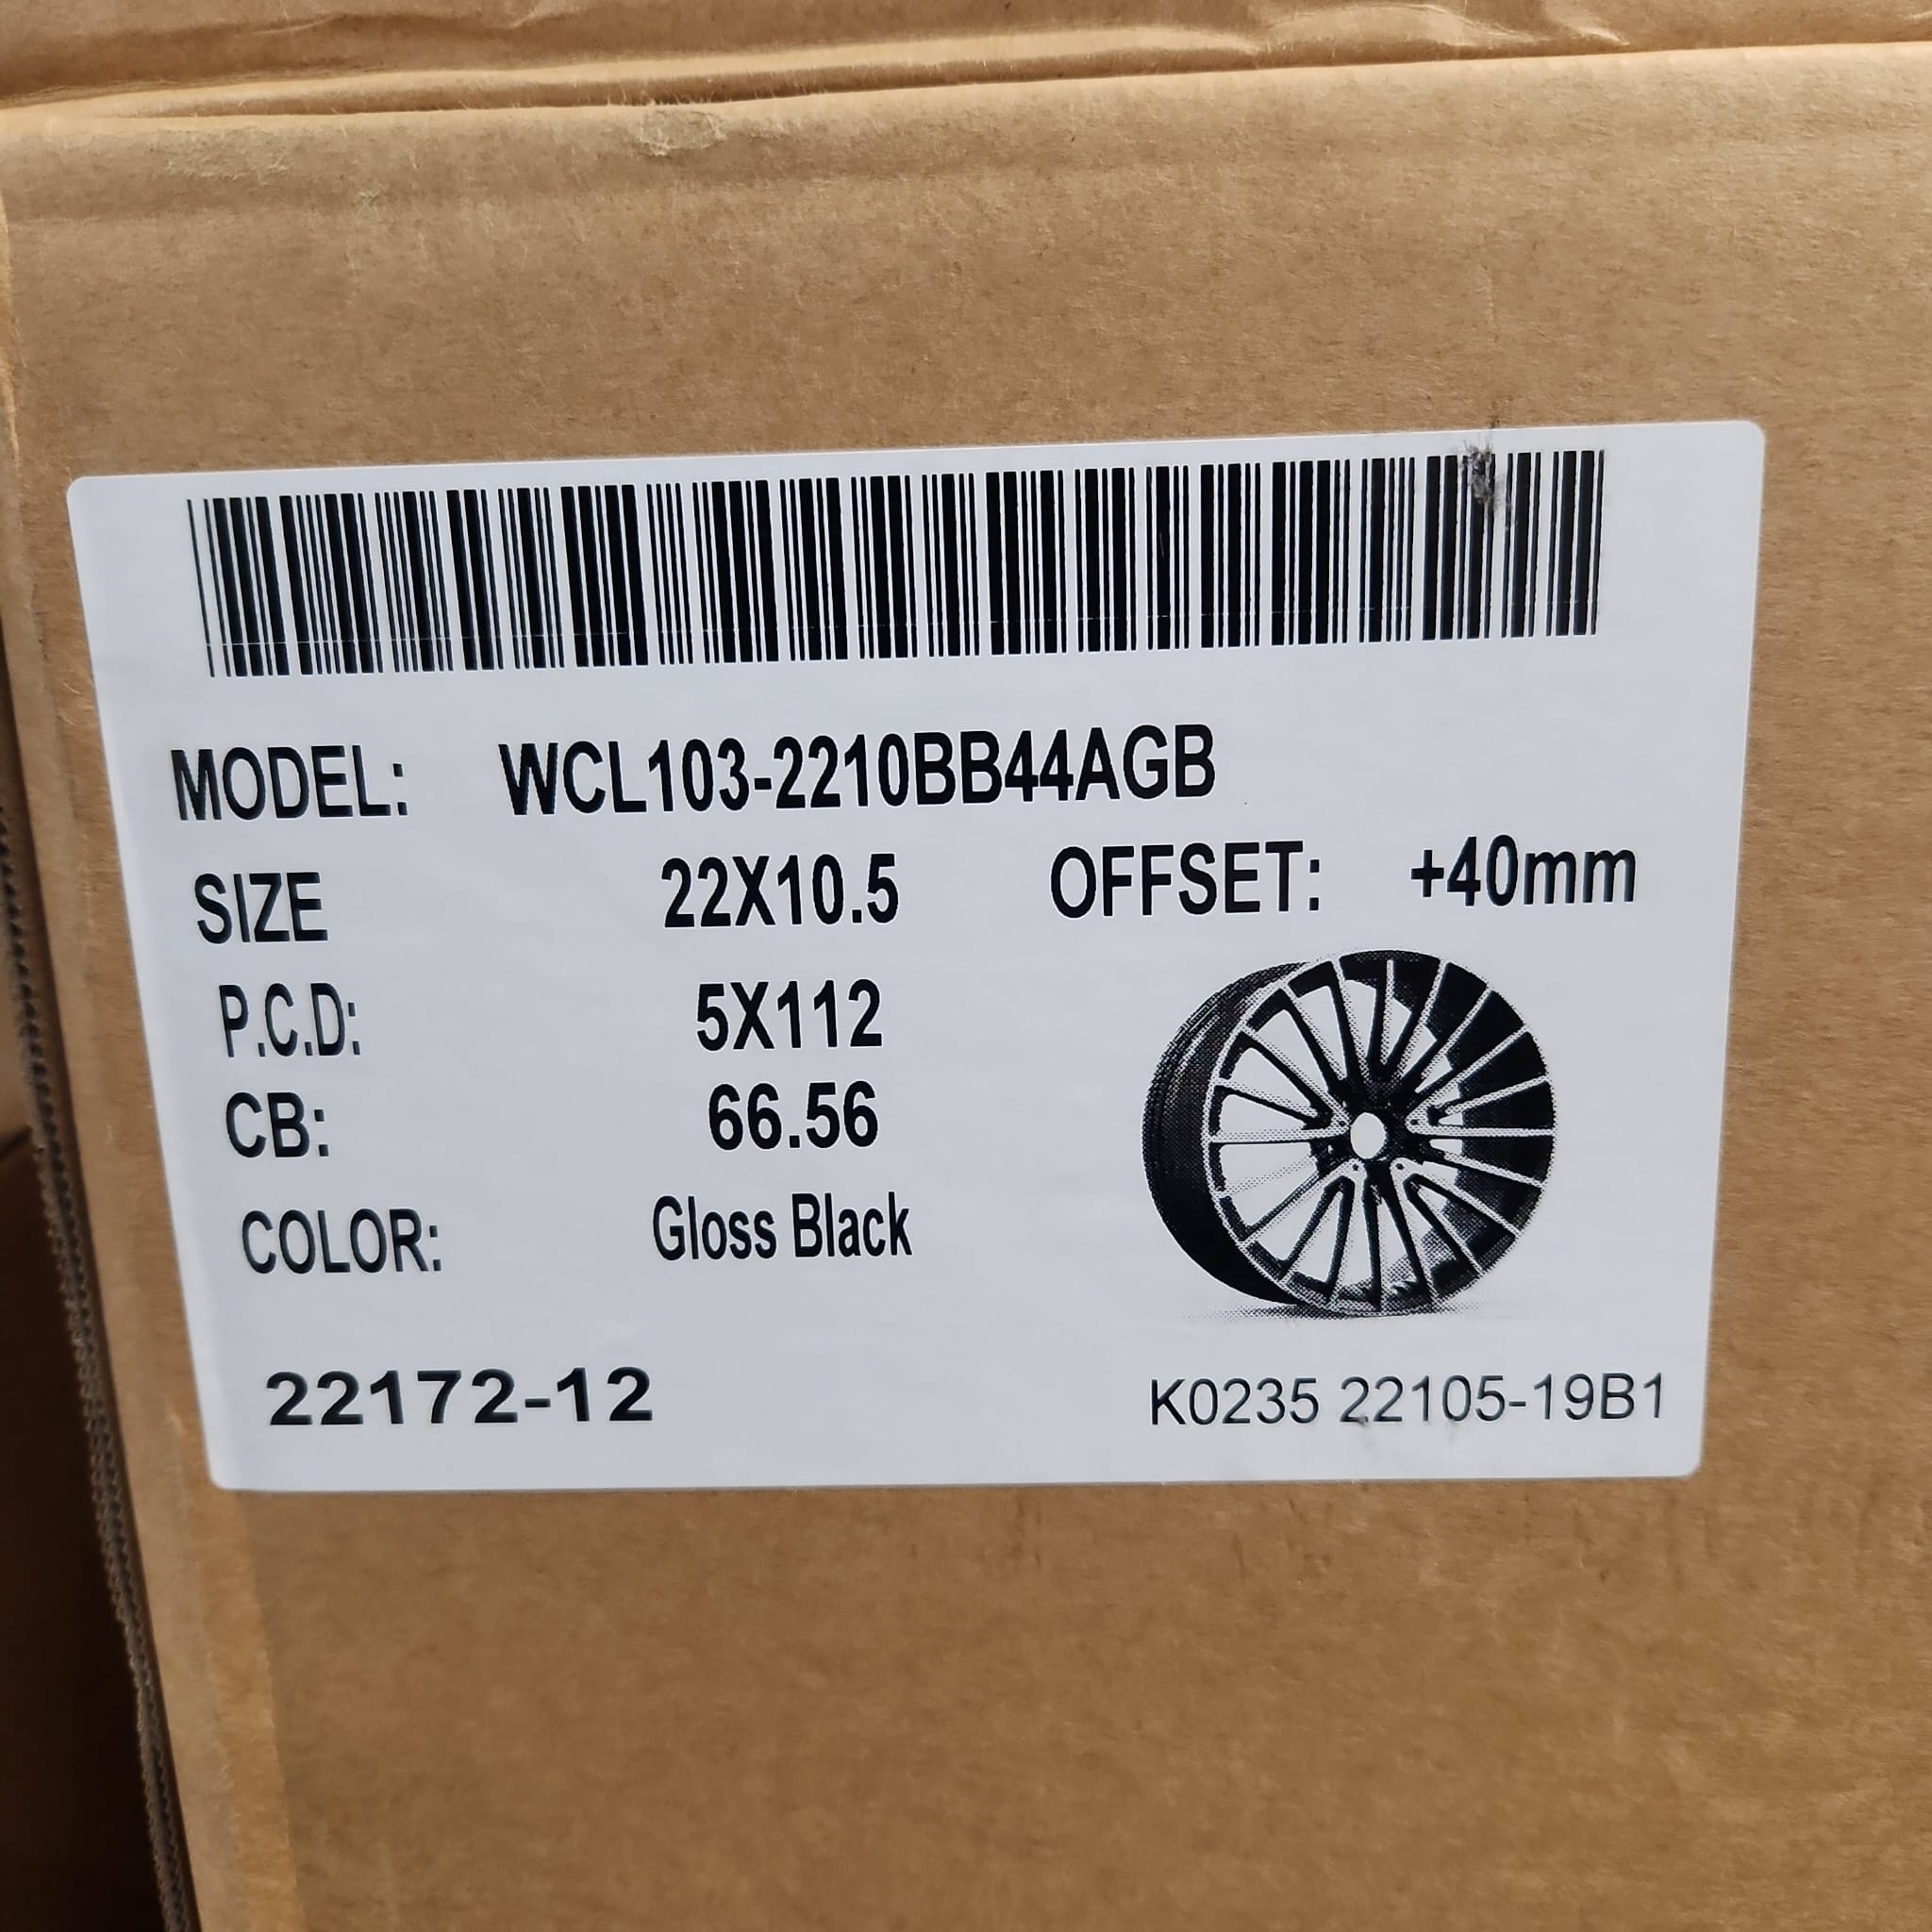 MODEL: WCL103-2210BB44AGB
SIZE 22X10.5 OFFSET: +40mm
P.C.D: 5X112
CB: 66.56
COLOR: Gloss Black
22172-12 K0235 22105-19B1